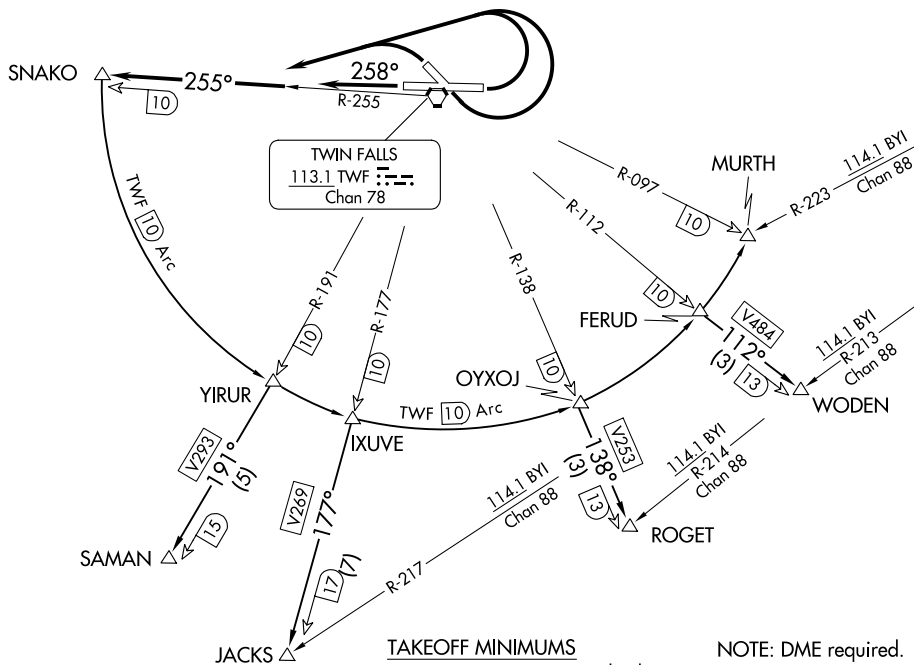 SNAKO
255°
258°
R-255
10
TWIN FALLS
113.1 TWF
Chan 78
MURTH
114.1 BYI
R-223
Chan 88
R-097
10
R-112
10
TWF 10 Arc
R-191
10
R-177
10
R-138
10
FERUD
V484
112°
(3)
13
114.1 BYI
R-213
Chan 88
WODEN
YIRUR
IXUVE
TWF 10 Arc
OYXOJ
V293
191°
(5)
15
V269
177°
17
(7)
V253
138°
(3)
13
114.1 BYI
R-214
Chan 88
114.1 BYI
Chan 88
R-217
ROGET
SAMAN
JACKS
TAKEOFF MINIMUMS
NOTE: DME required.